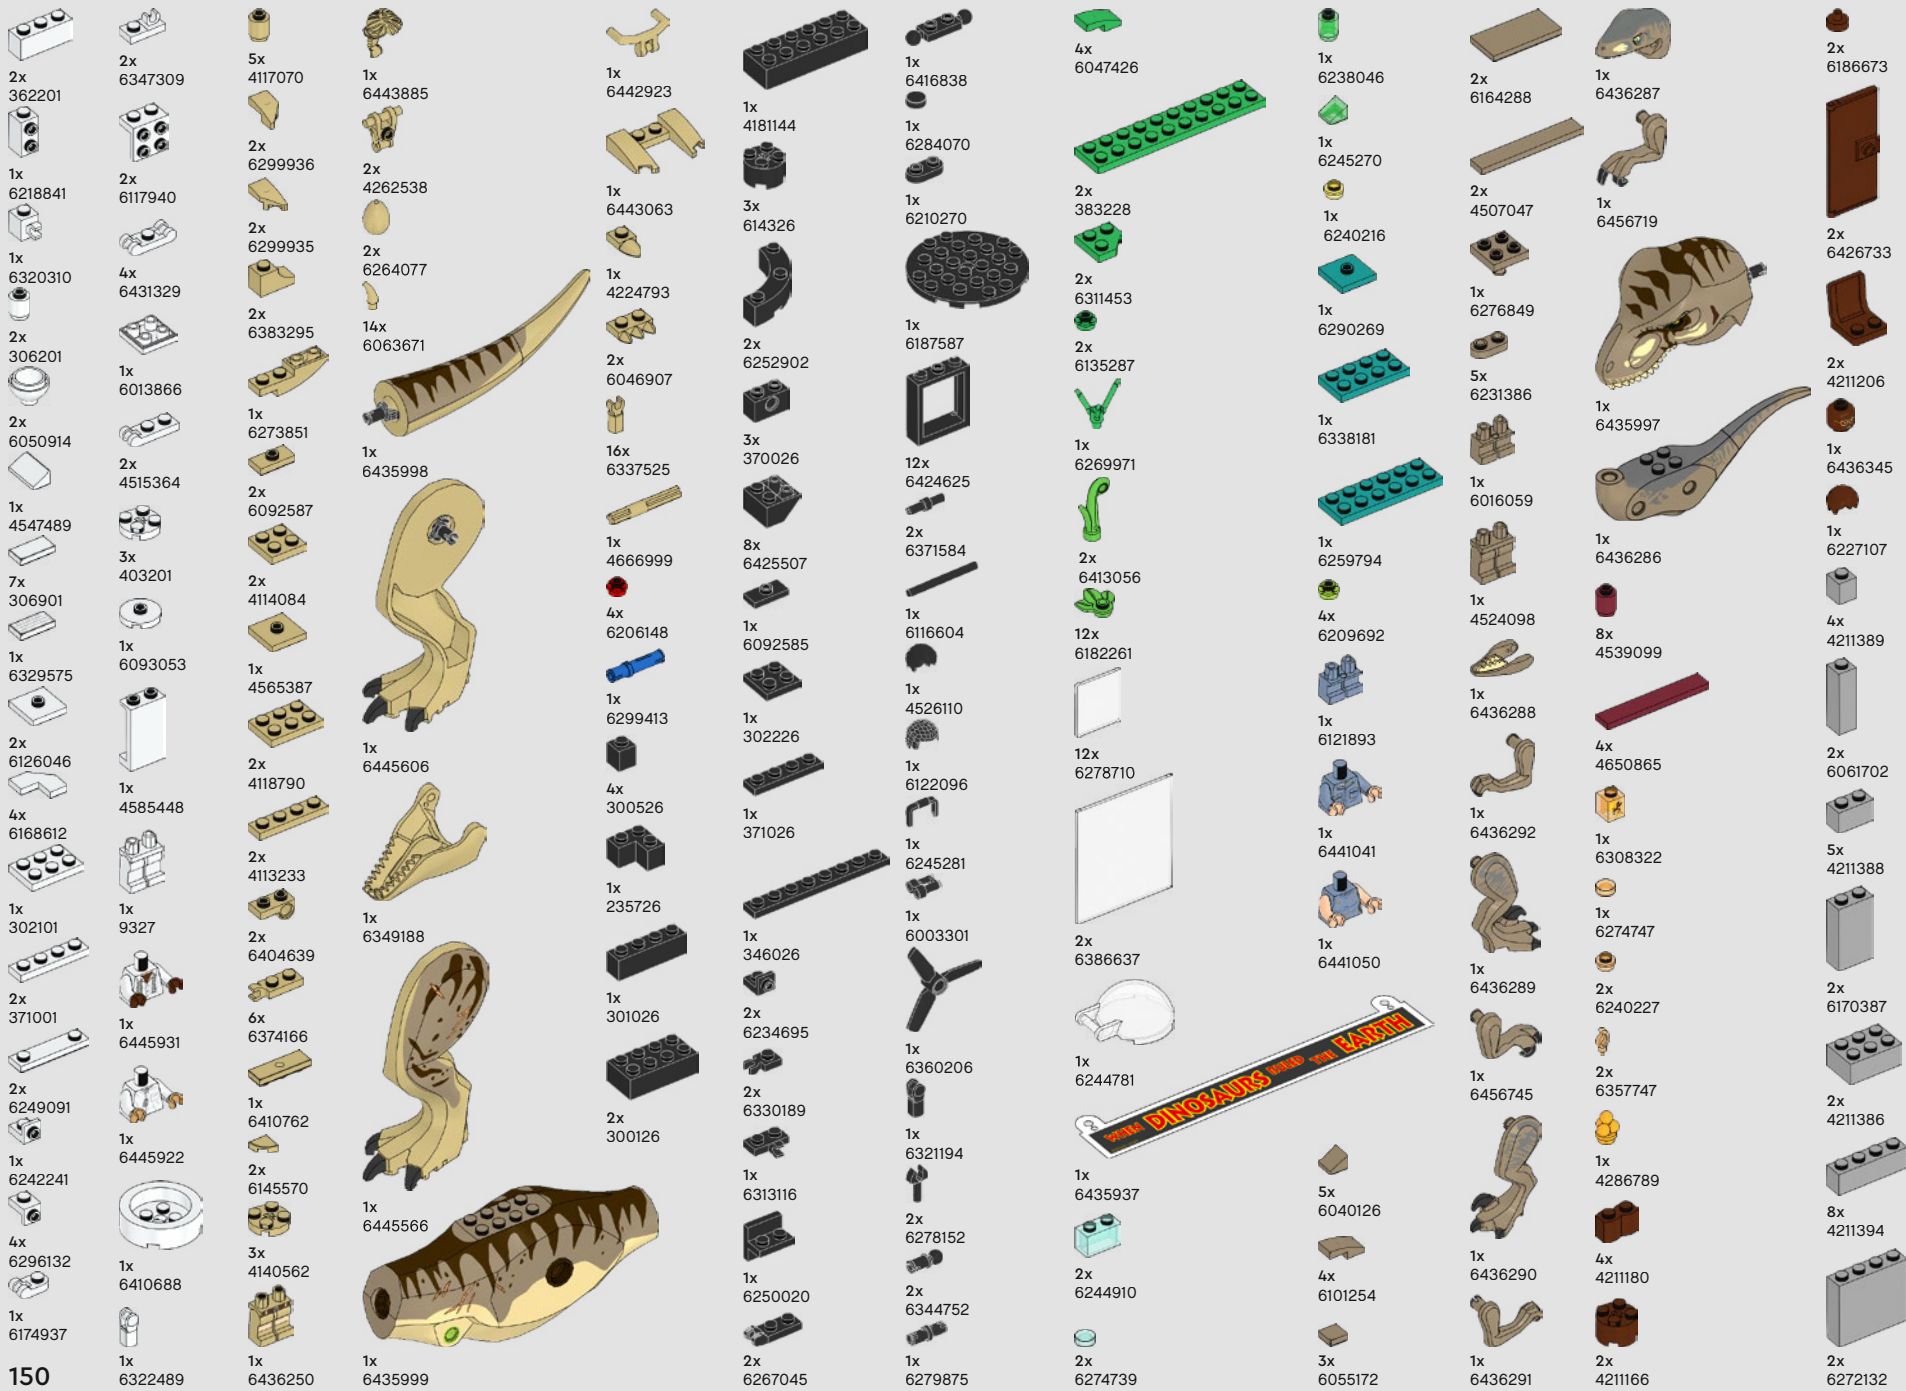 2x
362201
1x
6218841
1x
6320310
2x
306201
2x
6050914
1x
4547489
7x
306901
1x
6329575
2x
6126046
4x
6168612
1x
302101
2x
371001
2x
6249091
1x
6242241
4x
6296132
1x
6174937
150
2x
6347309
2x
6117940
4x
6431329
1x
6013866
2x
4515364
3x
403201
1x
6093053
1x
4585448
1x
9327
1x
6445931
1x
6445922
1x
6410688
1x
6322489
5x
4117070
2x
6299936
2x
6299935
2x
6383295
1x
6273851
2x
6092587
2x
4114084
1x
4565387
2x
4118790
2x
4113233
2x
6404639
6x
6374166
1x
6410762
2x
6145570
3x
4140562
1x
6436250
1x
6443885
2x
4262538
2x
6264077
14x
6063671
1x
6435998
1x
6445606
1x
6349188
1x
6445566
1x
6435999
1x
6442923
1x
6443063
1x
4224793
2x
6046907
16x
6337525
1x
4666999
4x
6206148
1x
6299413
4x
300526
1x
235726
1x
301026
2x
300126
1x
4181144
3x
614326
2x
6252902
3x
370026
8x
6425507
1x
6092585
1x
302226
1x
371026
1x
346026
2x
6234695
2x
6330189
1x
6313116
1x
6250020
2x
6267045
1x
6416838
1x
6284070
1x
6210270
1x
6187587
12x
6424625
2x
6371584
1x
6116604
1x
4526110
1x
6122096
1x
6245281
1x
6003301
1x
6360206
1x
6321194
2x
6278152
2x
6344752
1x
6279875
4x
6047426
2x
383228
2x
6311453
2x
6135287
1x
6269971
2x
6413056
12x
6182261
12x
6278710
2x
6386637
1x
6244781
WHEN DINOSAURS RULED THE EARTH
1x
6435937
2x
6244910
2x
6274739
1x
6238046
1x
6245270
1x
6240216
1x
6290269
1x
6338181
1x
6259794
4x
6209692
1x
6121893
1x
6441041
1x
6441050
5x
6040126
4x
6101254
3x
6055172
2x
6164288
2x
4507047
1x
6276849
5x
6231386
1x
6016059
1x
4524098
1x
6436288
1x
6436292
1x
6436289
1x
6456745
1x
6436290
1x
6436291
1x
6436287
1x
6456719
1x
6435997
1x
6436286
8x
4539099
4x
4650865
1x
6308322
1x
6274747
2x
6240227
2x
6357747
1x
4286789
4x
4211180
2x
4211166
2x
6186673
2x
6426733
2x
4211206
1x
6436345
1x
6227107
4x
4211389
2x
6061702
5x
4211388
2x
6170387
2x
4211386
8x
4211394
2x
6272132